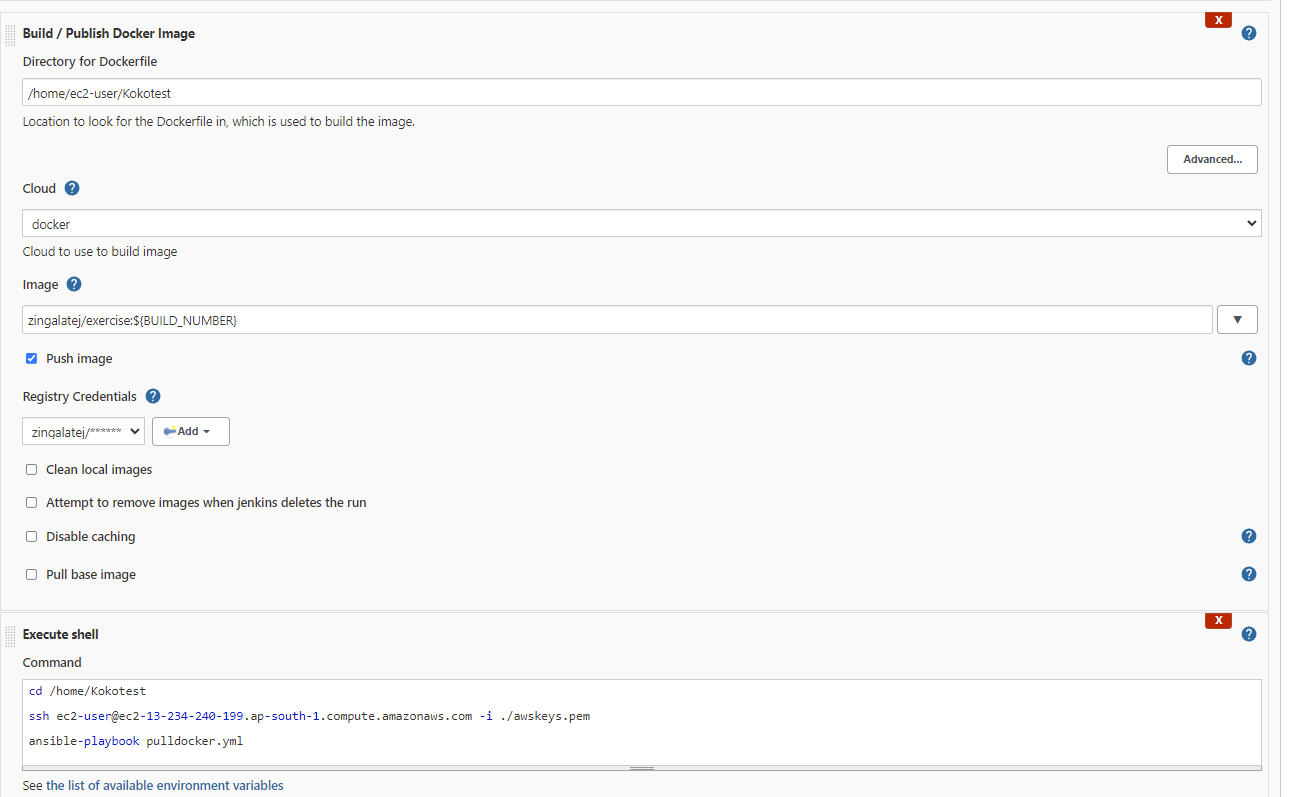 X
Build / Publish Docker Image
?
Directory for Dockerfile
/home/ec2-user/Kokotest
Location to look for the Dockerfile in, which is used to build the image.
Advanced...
Cloud ?
docker
Cloud to use to build image
Image ?
zingalatej/exercise:${BUILD_NUMBER}
▼
Push image ?
Registry Credentials ?
zingalatej/****** Add
Clean local images
Attempt to remove images when jenkins deletes the run
Disable caching ?
Pull base image ?
X
Execute shell ?
Command
cd /home/Kokotest
ssh ec2-user@ec2-13-234-240-199.ap-south-1.compute.amazonaws.com -i ./awskeys.pem
ansible-playbook pulldocker.yml
See the list of available environment variables